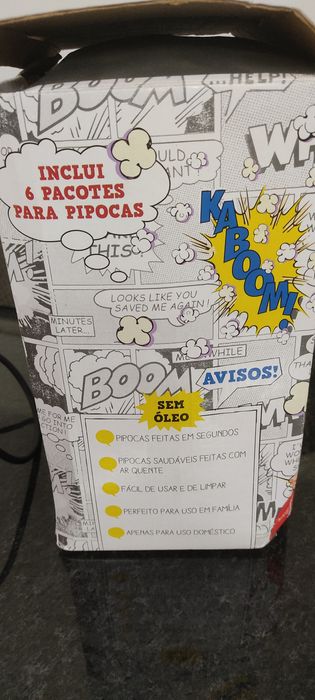 BOOM
...HELP!
INCLUI
6 PACOTES
PARA PIPOCAS
WH
THIS
KABOOM!
LOOKS LIKE YOU
SAVED ME AGAIN!
MINUTES
LATER...
BOOM
AVISOS!
SEM
ÓLEO
PIPOCAS FEITAS EM SEGUNDOS
PIPOCAS SAUDÁVEIS FEITAS COM
AR QUENTE
FÁCIL DE USAR E DE LIMPAR
PERFEITO PARA USO EM FAMÍLIA
APENAS PARA USO DOMÉSTICO